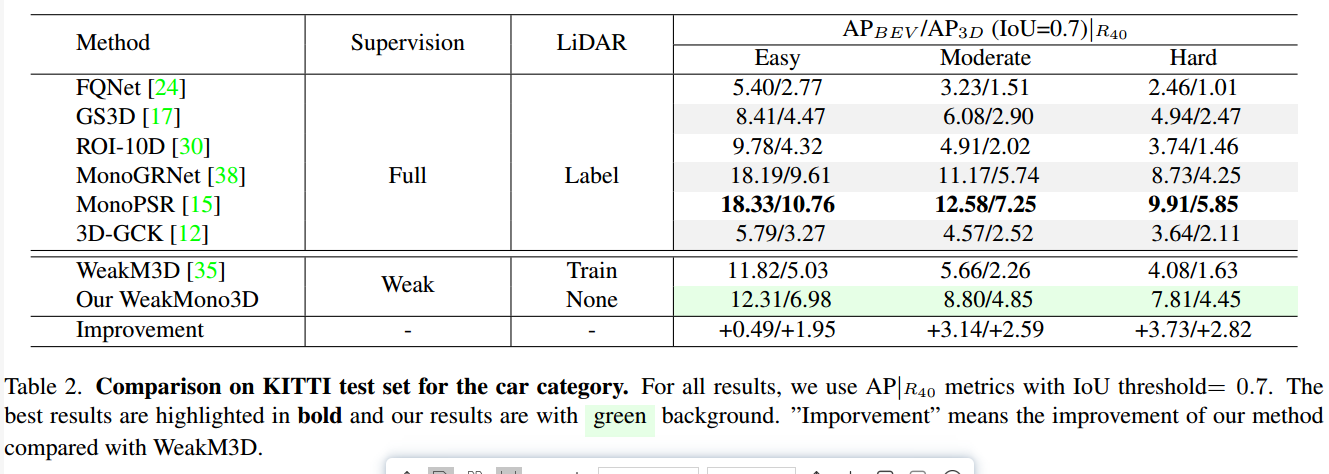 Method Supervision LiDAR AP_BEV/AP_3D (IoU=0.7)|R_40
Easy Moderate Hard
FQNet [24] 5.40/2.77 3.23/1.51 2.46/1.01
GS3D [17] 8.41/4.47 6.08/2.90 4.94/2.47
ROI-10D [30] 9.78/4.32 4.91/2.02 3.74/1.46
MonoGRNet [38] Full Label 18.19/9.61 11.17/5.74 8.73/4.25
MonoPSR [15] 18.33/10.76 12.58/7.25 9.91/5.85
3D-GCK [12] 5.79/3.27 4.57/2.52 3.64/2.11
WeakM3D [35] Weak Train 11.82/5.03 5.66/2.26 4.08/1.63
Our WeakMono3D None 12.31/6.98 8.80/4.85 7.81/4.45
Improvement - - +0.49/+1.95 +3.14/+2.59 +3.73/+2.82
Table 2. Comparison on KITTI test set for the car category. For all results, we use AP|R_40 metrics with IoU threshold= 0.7. The
best results are highlighted in bold and our results are with green background. ”Imporvement” means the improvement of our method
compared with WeakM3D.